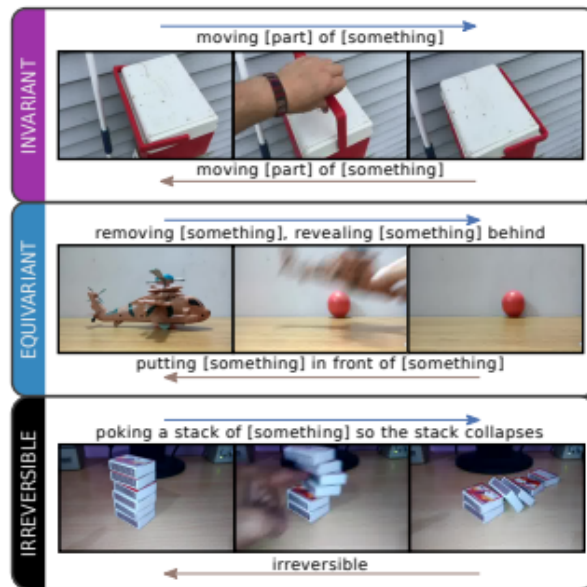 INVARIANT
moving [part] of [something]
moving [part] of [something]
EQUIVARIANT
removing [something], revealing [something] behind
putting [something] in front of [something]
IRREVERSIBLE
poking a stack of [something] so the stack collapses
irreversible